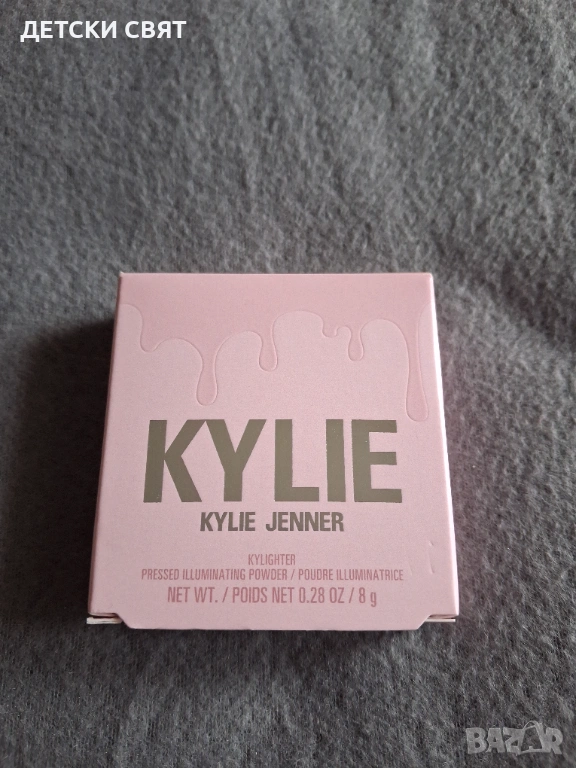 ДЕТСКИ СВЯТ
KYLIE
KYLIE JENNER
KYLIGHTER
PRESSED ILLUMINATING POWDER / POUDRE ILLUMINATRICE
NET WT. / POIDS NET 0.28 OZ / 8 g
BAZAR